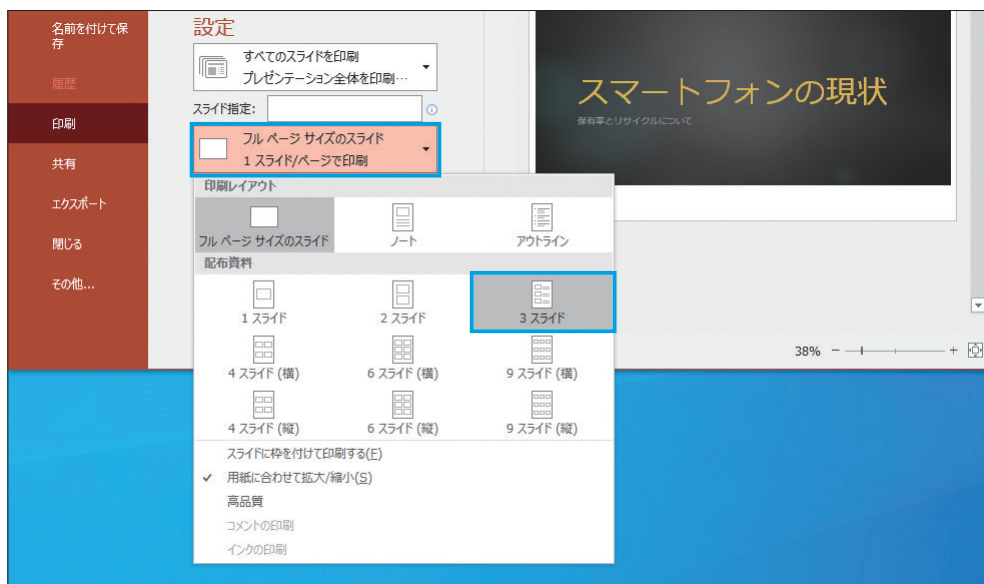 名前を付けて保
存
履歴
印刷
共有
エクスポート
閉じる
その他...
設定
すべてのスライドを印刷
プレゼンテーション全体を印刷…
スライド指定:
フル ページ サイズのスライド
1 スライド/ページで印刷
印刷レイアウト
フル ページ サイズのスライド
ノート
アウトライン
配布資料
1 スライド
2 スライド
3 スライド
4 スライド (横)
6 スライド (横)
9 スライド (横)
4 スライド (縦)
6 スライド (縦)
9 スライド (縦)
スライドに枠を付けて印刷する(F)
用紙に合わせて拡大/縮小(S)
高品質
コメントの印刷
インクの印刷
スマートフォンの現状
保有率とリサイクルについて
38%